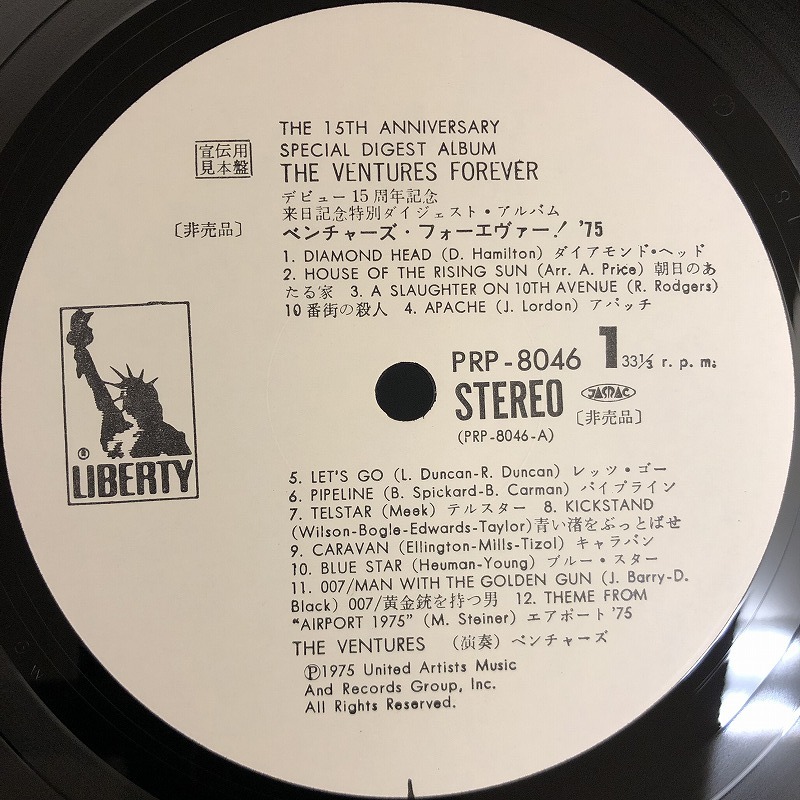 THE 15TH ANNIVERSARY
SPECIAL DIGEST ALBUM
THE VENTURES FOREVER
宣伝用
見本盤
デビュー15周年記念
来日記念特別ダイジェスト・アルバム
〔非売品〕
ベンチャーズ・フォーエヴァー! '75
1. DIAMOND HEAD (D. Hamilton) ダイアモンド・ヘッド
2. HOUSE OF THE RISING SUN (Arr. A. Price) 朝日のあ
たる家 3. A SLAUGHTER ON 10TH AVENUE (R. Rodgers)
10番街の殺人 4. APACHE (J. Lordon) アパッチ
PRP-8046 1 33⅓ r. p. m:
STEREO JASRAC
〔非売品〕
(PRP-8046-A)
® LIBERTY
5. LET'S GO (L. Duncan-R. Duncan) レッツ・ゴー
6. PIPELINE (B. Spickard-B. Carman) パイプライン
7. TELSTAR (Meek) テルスター 8. KICKSTAND
(Wilson-Bogle-Edwards-Taylor) 青い渚をぶっとばせ
9. CARAVAN (Ellington-Mills-Tizol) キャラバン
10. BLUE STAR (Heuman-Young) ブルー・スター
11. 007/MAN WITH THE GOLDEN GUN (J. Barry-D.
Black) 007/黄金銃を持つ男 12. THEME FROM
"AIRPORT 1975" (M. Steiner) エアポート'75
THE VENTURES (演奏) ベンチャーズ
Ⓟ1975 United Artists Music
And Records Group, Inc.
All Rights Reserved.